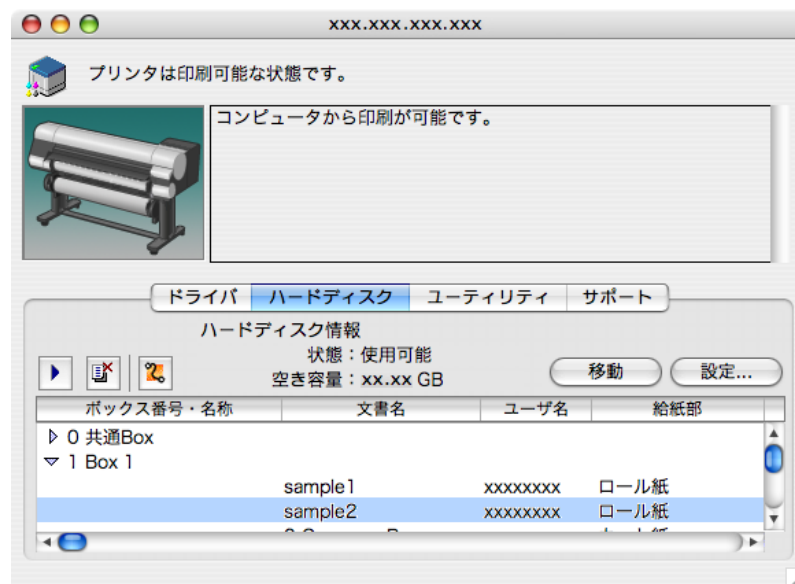 xxx.xxx.xxx.xxx
プリンタは印刷可能な状態です。
コンピュータから印刷が可能です。
ドライバ ハードディスク ユーティリティ サポート
ハードディスク情報
状態：使用可能
空き容量：xx.xx GB
移動 設定...
ボックス番号・名称 文書名 ユーザ名 給紙部
0 共通Box
1 Box 1
sample1 xxxxxxxx ロール紙
sample2 xxxxxxxx ロール紙